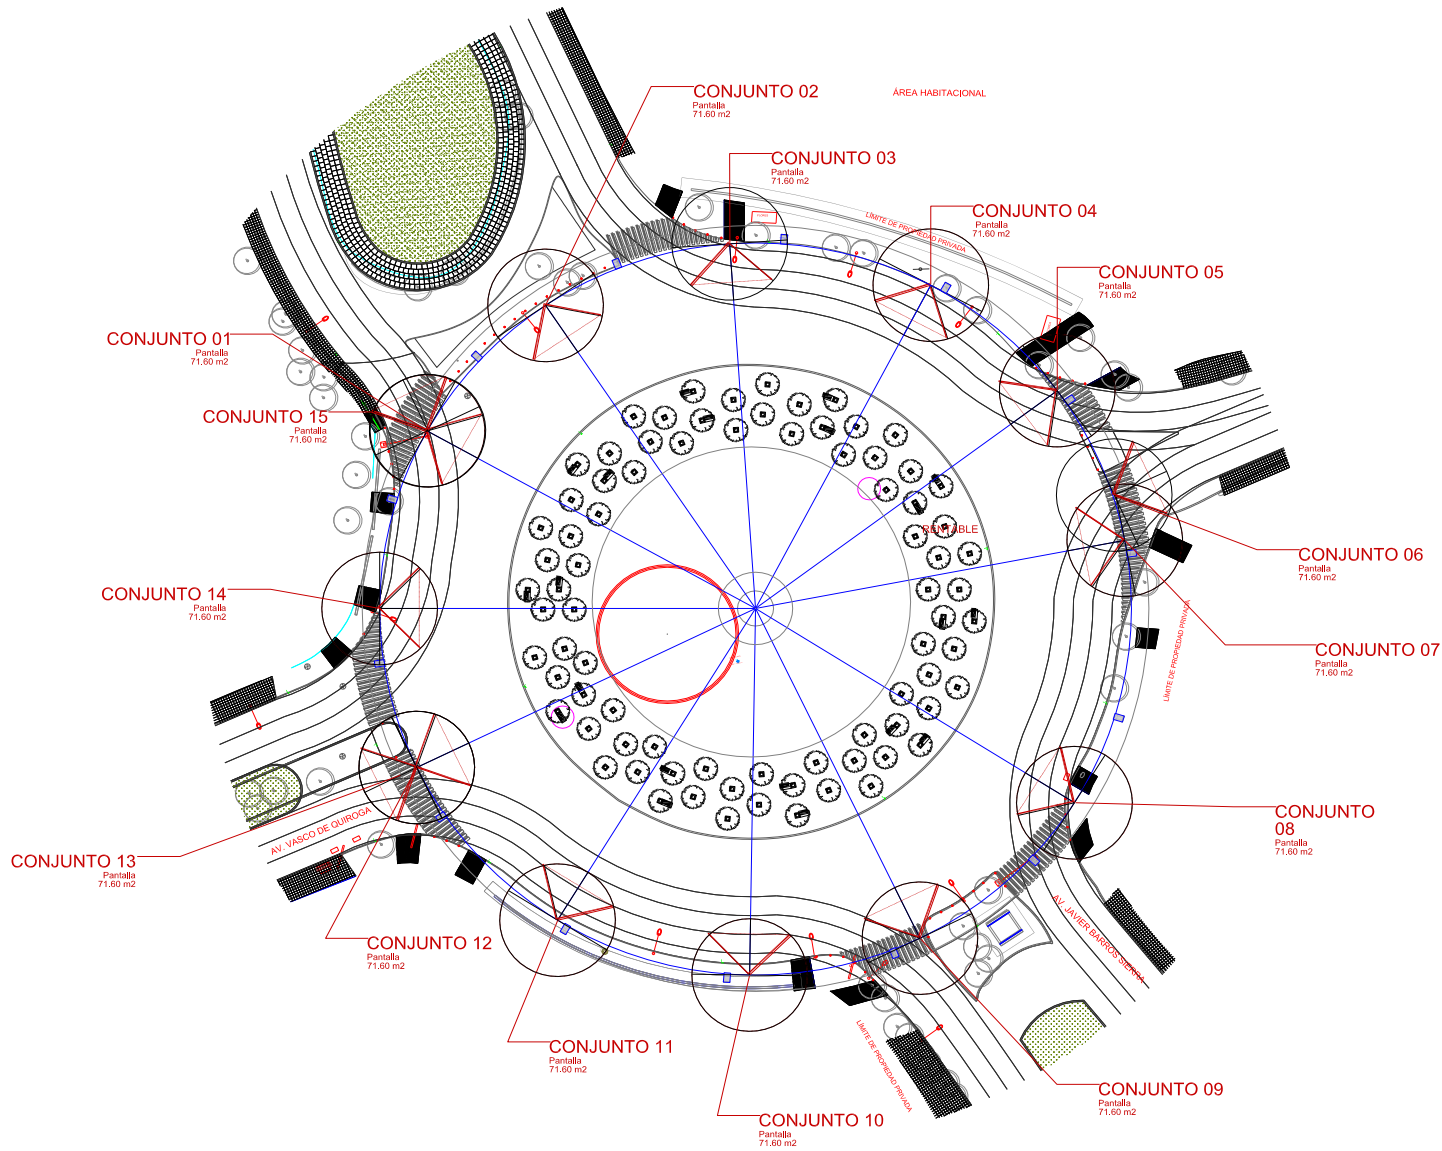 CONJUNTO 02
Pantalla
71.60 m2
ÁREA HABITACIONAL
CONJUNTO 03
Pantalla
71.60 m2
CONJUNTO 04
Pantalla
71.60 m2
LÍMITE DE PROPIEDAD PRIVADA
CONJUNTO 05
Pantalla
71.60 m2
CONJUNTO 01
Pantalla
71.60 m2
CONJUNTO 15
Pantalla
71.60 m2
RENTABLE
CONJUNTO 06
Pantalla
71.60 m2
CONJUNTO 14
Pantalla
71.60 m2
CONJUNTO 07
Pantalla
71.60 m2
LÍMITE DE PROPIEDAD PRIVADA
CONJUNTO
08
Pantalla
71.60 m2
AV. VASCO DE QUIROGA
CONJUNTO 13
Pantalla
71.60 m2
CONJUNTO 12
Pantalla
71.60 m2
AV. JAVIER BARROS SIERRA
CONJUNTO 11
Pantalla
71.60 m2
LÍMITE DE PROPIEDAD PRIVADA
CONJUNTO 09
Pantalla
71.60 m2
CONJUNTO 10
Pantalla
71.60 m2